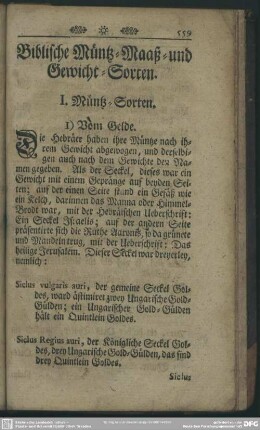 559
Biblische Müntz-Maaß-und
Gewicht-Sorten.
I. Müntz-Sorten.
1) Vom Gelde.
Die Hebräer haben ihre Müntze nach ih-
rem Gewicht abgewogen, und derselbi-
gen auch nach dem Gewichte den Na-
men gegeben. Als der Seckel, dieses war ein
Gewicht mit einem Gepränge auf beyden Sei-
ten; auf der einen Seite stand ein Gefäß wie
ein Kelch, darinnen das Manna oder Himmel-
Brodt war, mit der Hebräischen Ueberschrift:
Ein Seckel Israelis; auf der andern Seite
präsentirte sich die Ruthe Aarons, so da grünete
und Mandeln trug, mit der Ueberschrift: Das
heilige Jerusalem. Dieser Seckel war dreyerley,
nemlich:
Siclus vulgaris auri, der gemeine Seckel Gol-
des, ward ästimiret zwey Ungarische Gold-
Gülden; ein Ungarischer Gold-Gülden
hält ein Quintlein Goldes.
Siclus Regius auri, der Königliche Seckel Gol-
des, drey Ungarische Gold-Gülden, das sind
drey Quintlein Goldes.
Siclus